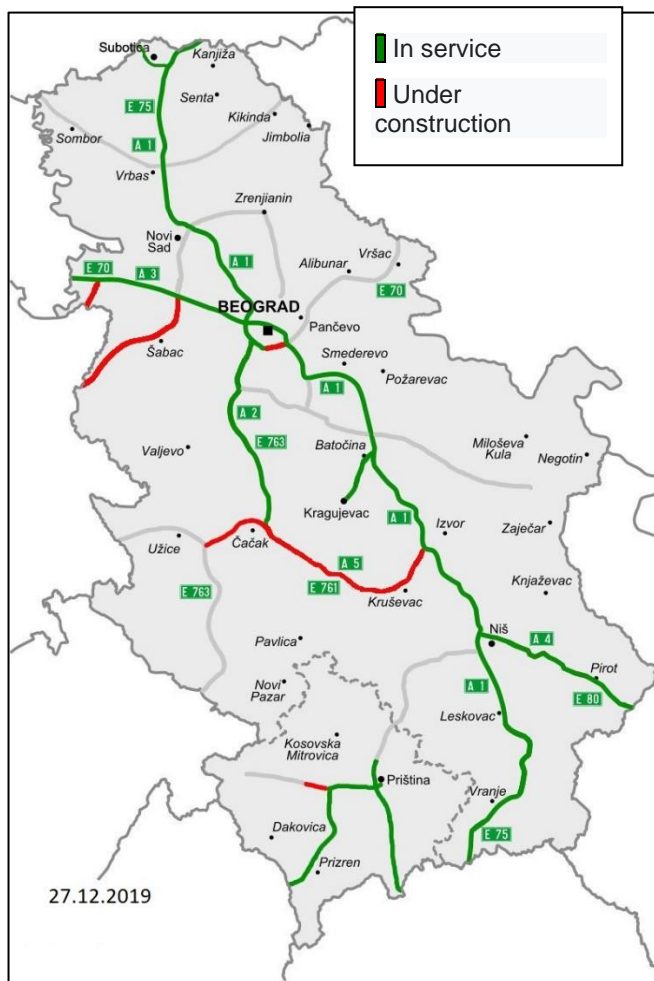 In service
Under
construction
Subotica
Kanjiža
E 75
Senta
Kikinda
Sombor
A 1
Jimbolia
Vrbas
Zrenjianin
Novi
Sad
A 1
Alibunar
Vršac
E 70
A 3
E 70
BEOGRAD
Pančevo
Šabac
Smederevo
Požarevac
A 1
A 2
Valjevo
E 763
Batočina
Miloševa
Kula
Negotin
Kragujevac
A 1
Izvor
Zaječar
Užice
Čačak
A 5
E 763
E 761
Kruševac
Knjaževac
Niš
A 4
Pavlica
Pirot
Novi
Pazar
A 1
E 80
Leskovac
Kosovska
Mitrovica
Priština
Vranje
Dakovica
E 75
Prizren
27.12.2019